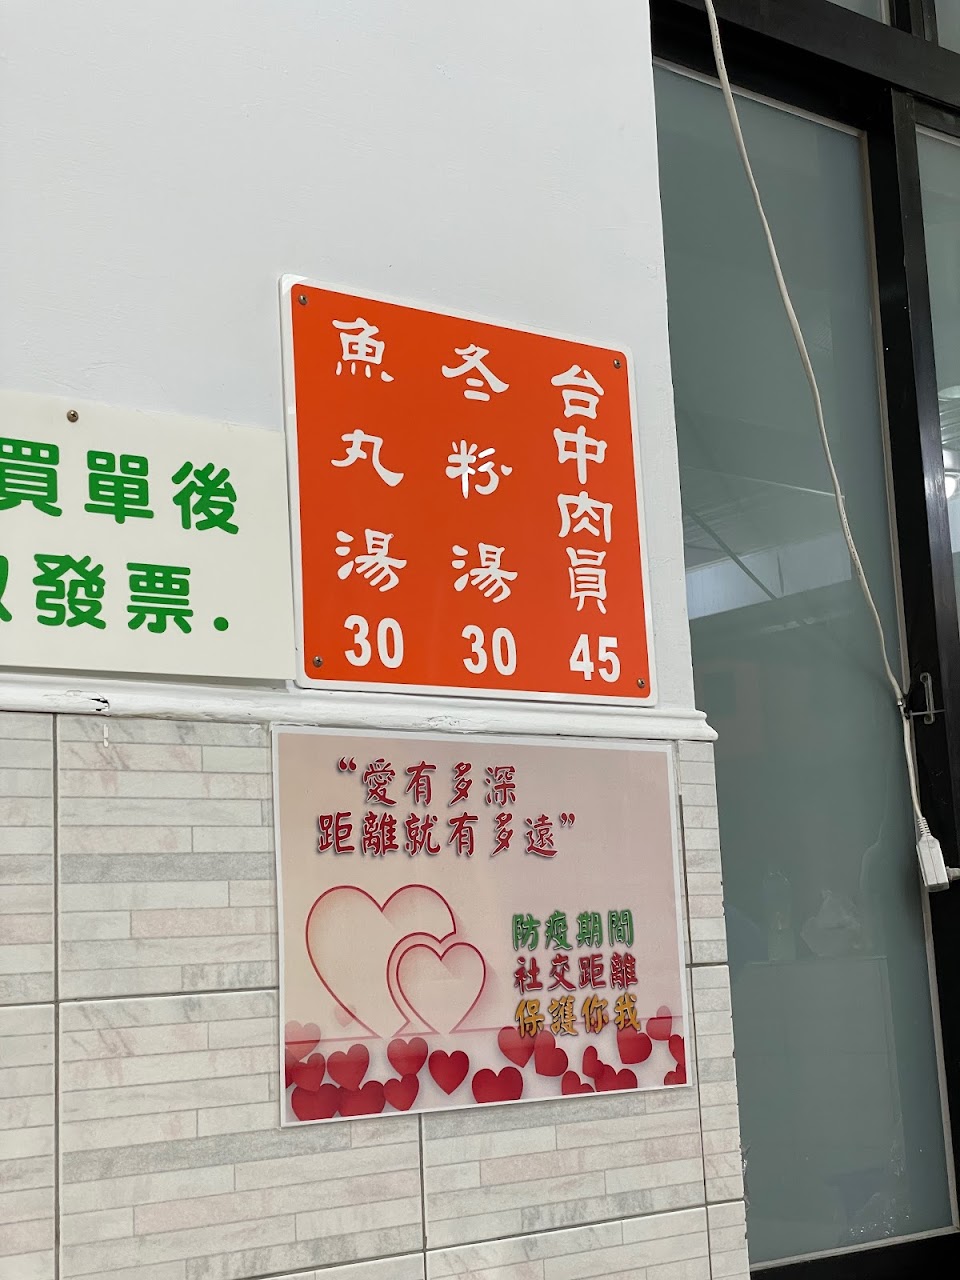 買單後
發票.
台中肉員 45
冬粉湯 30
魚丸湯 30
“愛有多深
距離就有多遠”
防疫期間
社交距離
保護你我